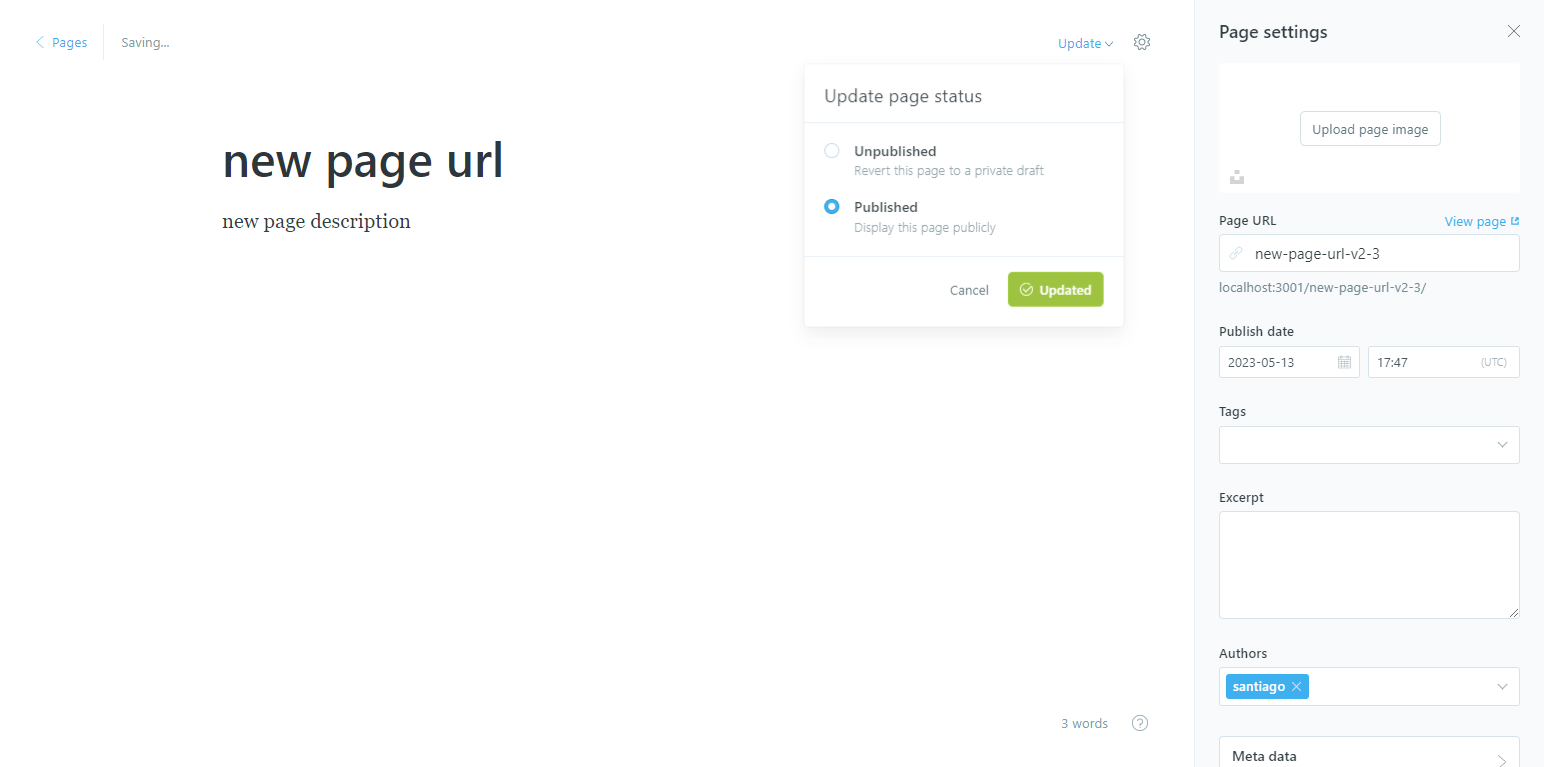 Pages
Saving...
Update
Update page status
Unpublished
Revert this page to a private draft
Published
Display this page publicly
Cancel
Updated
new page url
new page description
3 words
Page settings
Upload page image
Page URL
View page
new-page-url-v2-3
localhost:3001/new-page-url-v2-3/
Publish date
2023-05-13
17:47
(UTC)
Tags
Excerpt
Authors
santiago
Meta data